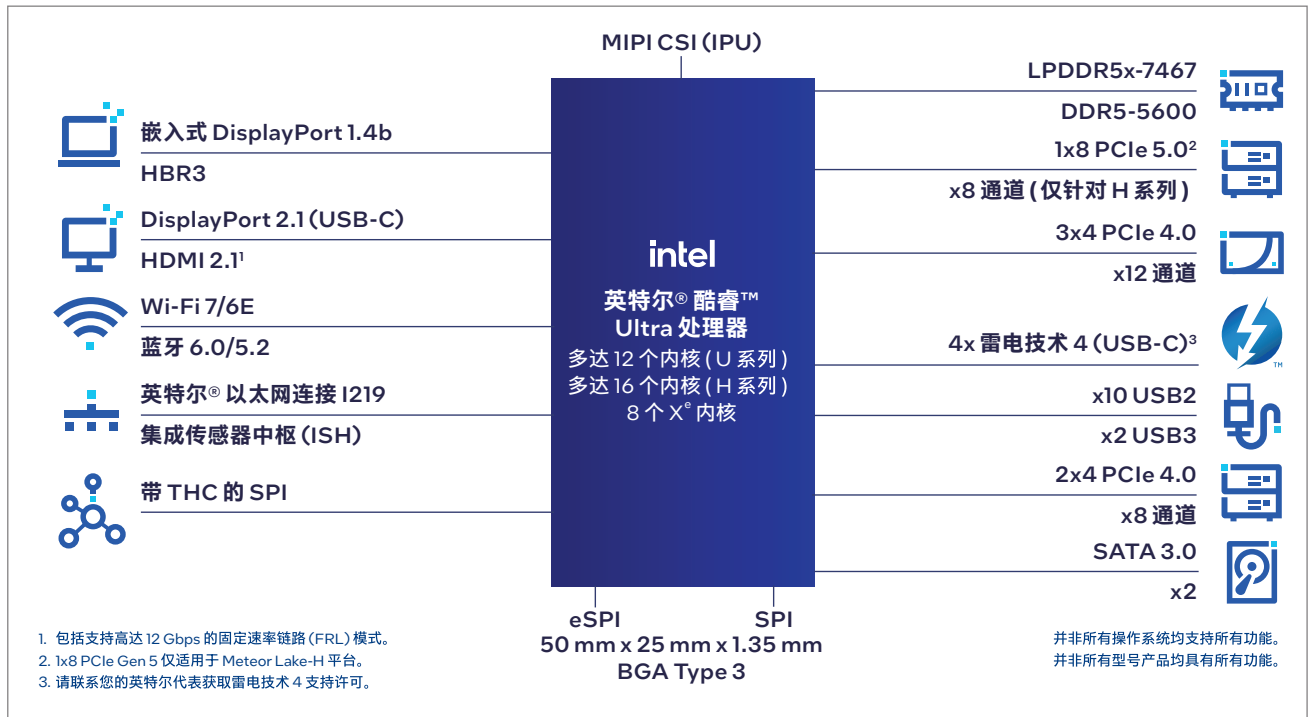 MIPI CSI (IPU)
嵌入式 DisplayPort 1.4b
HBR3
DisplayPort 2.1 (USB-C)
HDMI 2.1¹
Wi-Fi 7/6E
蓝牙 6.0/5.2
英特尔® 以太网连接 I219
集成传感器中枢 (ISH)
带 THC 的 SPI
intel
英特尔® 酷睿™
Ultra 处理器
多达 12 个内核 ( U 系列 )
多达 16 个内核 ( H 系列 )
8 个 Xᵉ 内核
LPDDR5x-7467
DDR5-5600
1x8 PCIe 5.0²
x8 通道 ( 仅针对 H 系列 )
3x4 PCIe 4.0
x12 通道
4x 雷电技术 4 (USB-C)³
TM
x10 USB2
x2 USB3
2x4 PCIe 4.0
x8 通道
SATA 3.0
x2
eSPI
SPI
50 mm x 25 mm x 1.35 mm
BGA Type 3
1. 包括支持高达 12 Gbps 的固定速率链路 (FRL) 模式。
2. 1x8 PCIe Gen 5 仅适用于 Meteor Lake-H 平台。
3. 请联系您的英特尔代表获取雷电技术 4 支持许可。
并非所有操作系统均支持所有功能。
并非所有型号产品均具有所有功能。